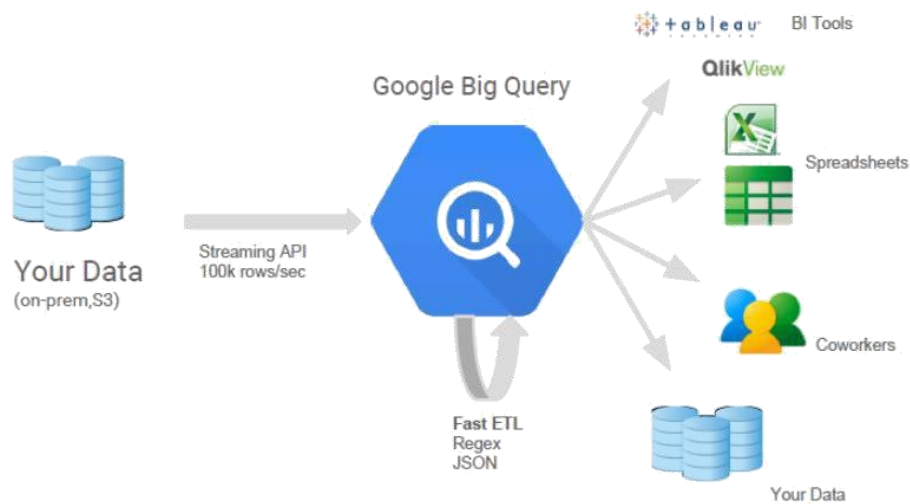 + a b l e a u
BI Tools
QlikView
Google Big Query
Spreadsheets
Streaming API
100k rows/sec
Your Data
(on-prem,S3)
Coworkers
Fast ETL
Regex
JSON
Your Data